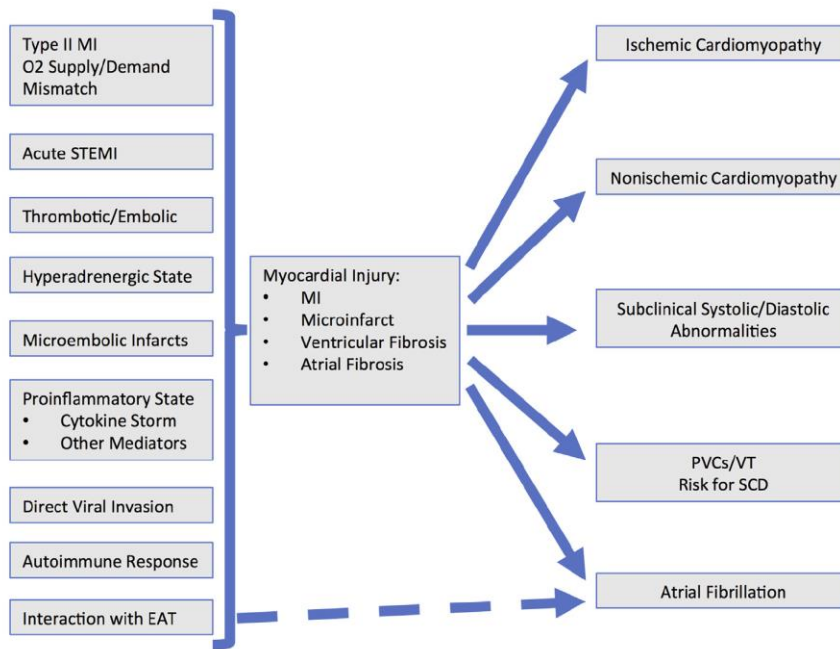 Type II MI
O2 Supply/Demand
Mismatch
Acute STEMI
Thrombotic/Embolic
Hyperadrenergic State
Microembolic Infarcts
Proinflammatory State
• Cytokine Storm
• Other Mediators
Direct Viral Invasion
Autoimmune Response
Interaction with EAT
Myocardial Injury:
• MI
• Microinfarct
• Ventricular Fibrosis
• Atrial Fibrosis
Ischemic Cardiomyopathy
Nonischemic Cardiomyopathy
Subclinical Systolic/Diastolic
Abnormalities
PVCs/VT
Risk for SCD
Atrial Fibrillation